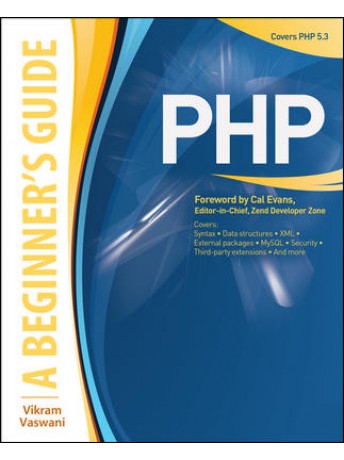 Covers PHP 5.3
PHP
Foreword by Cal Evans,
Editor-in-Chief, Zend Developer Zone
Covers:
Syntax • Data structures • XML •
External packages • MySQL • Security •
Third-party extensions • And more
A BEGINNER'S GUIDE
Vikram
Vaswani